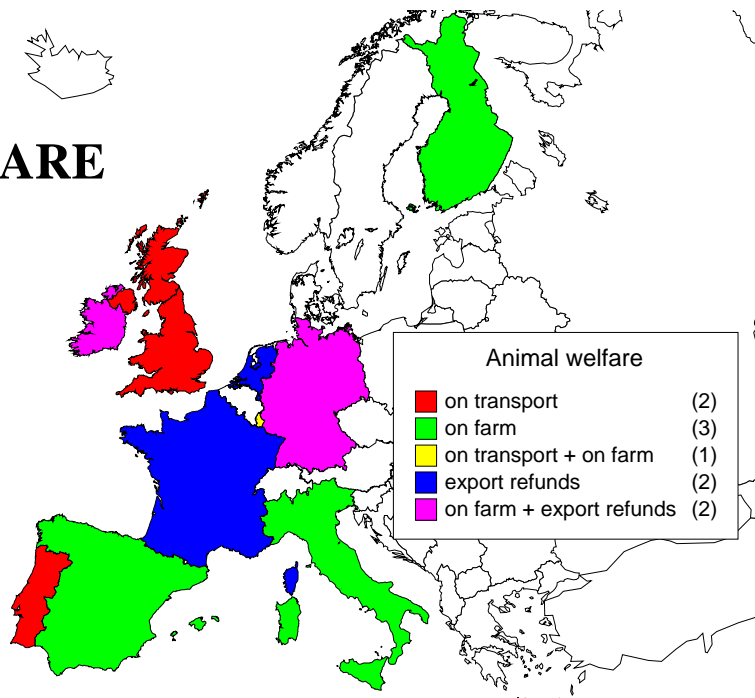 ARE
Animal welfare
on transport (2)
on farm (3)
on transport + on farm (1)
export refunds (2)
on farm + export refunds (2)